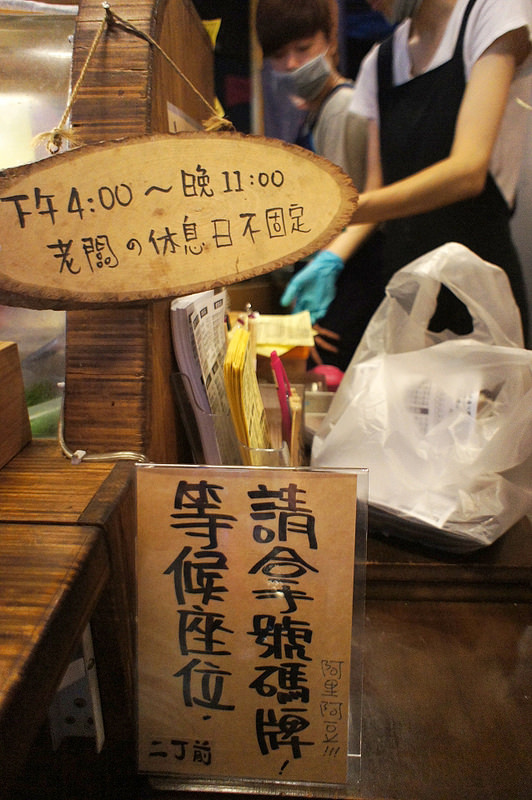 下午4:00～晚11:00
老闆の休息日不固定
請拿號碼牌!
等候座位.
阿里阿豆!!!
二丁前